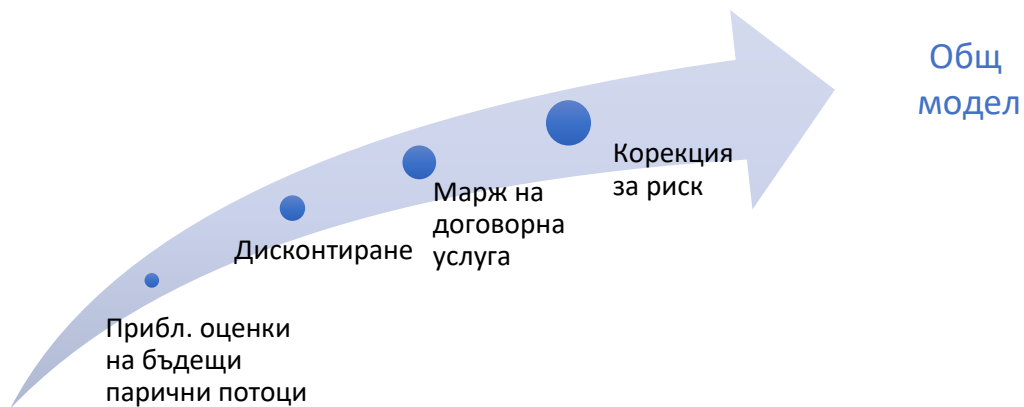 Общ
модел
Корекция
за риск
Марж на
договорна
услуга
Дисконтиране
Прибл. оценки
на бъдещи
парични потоци